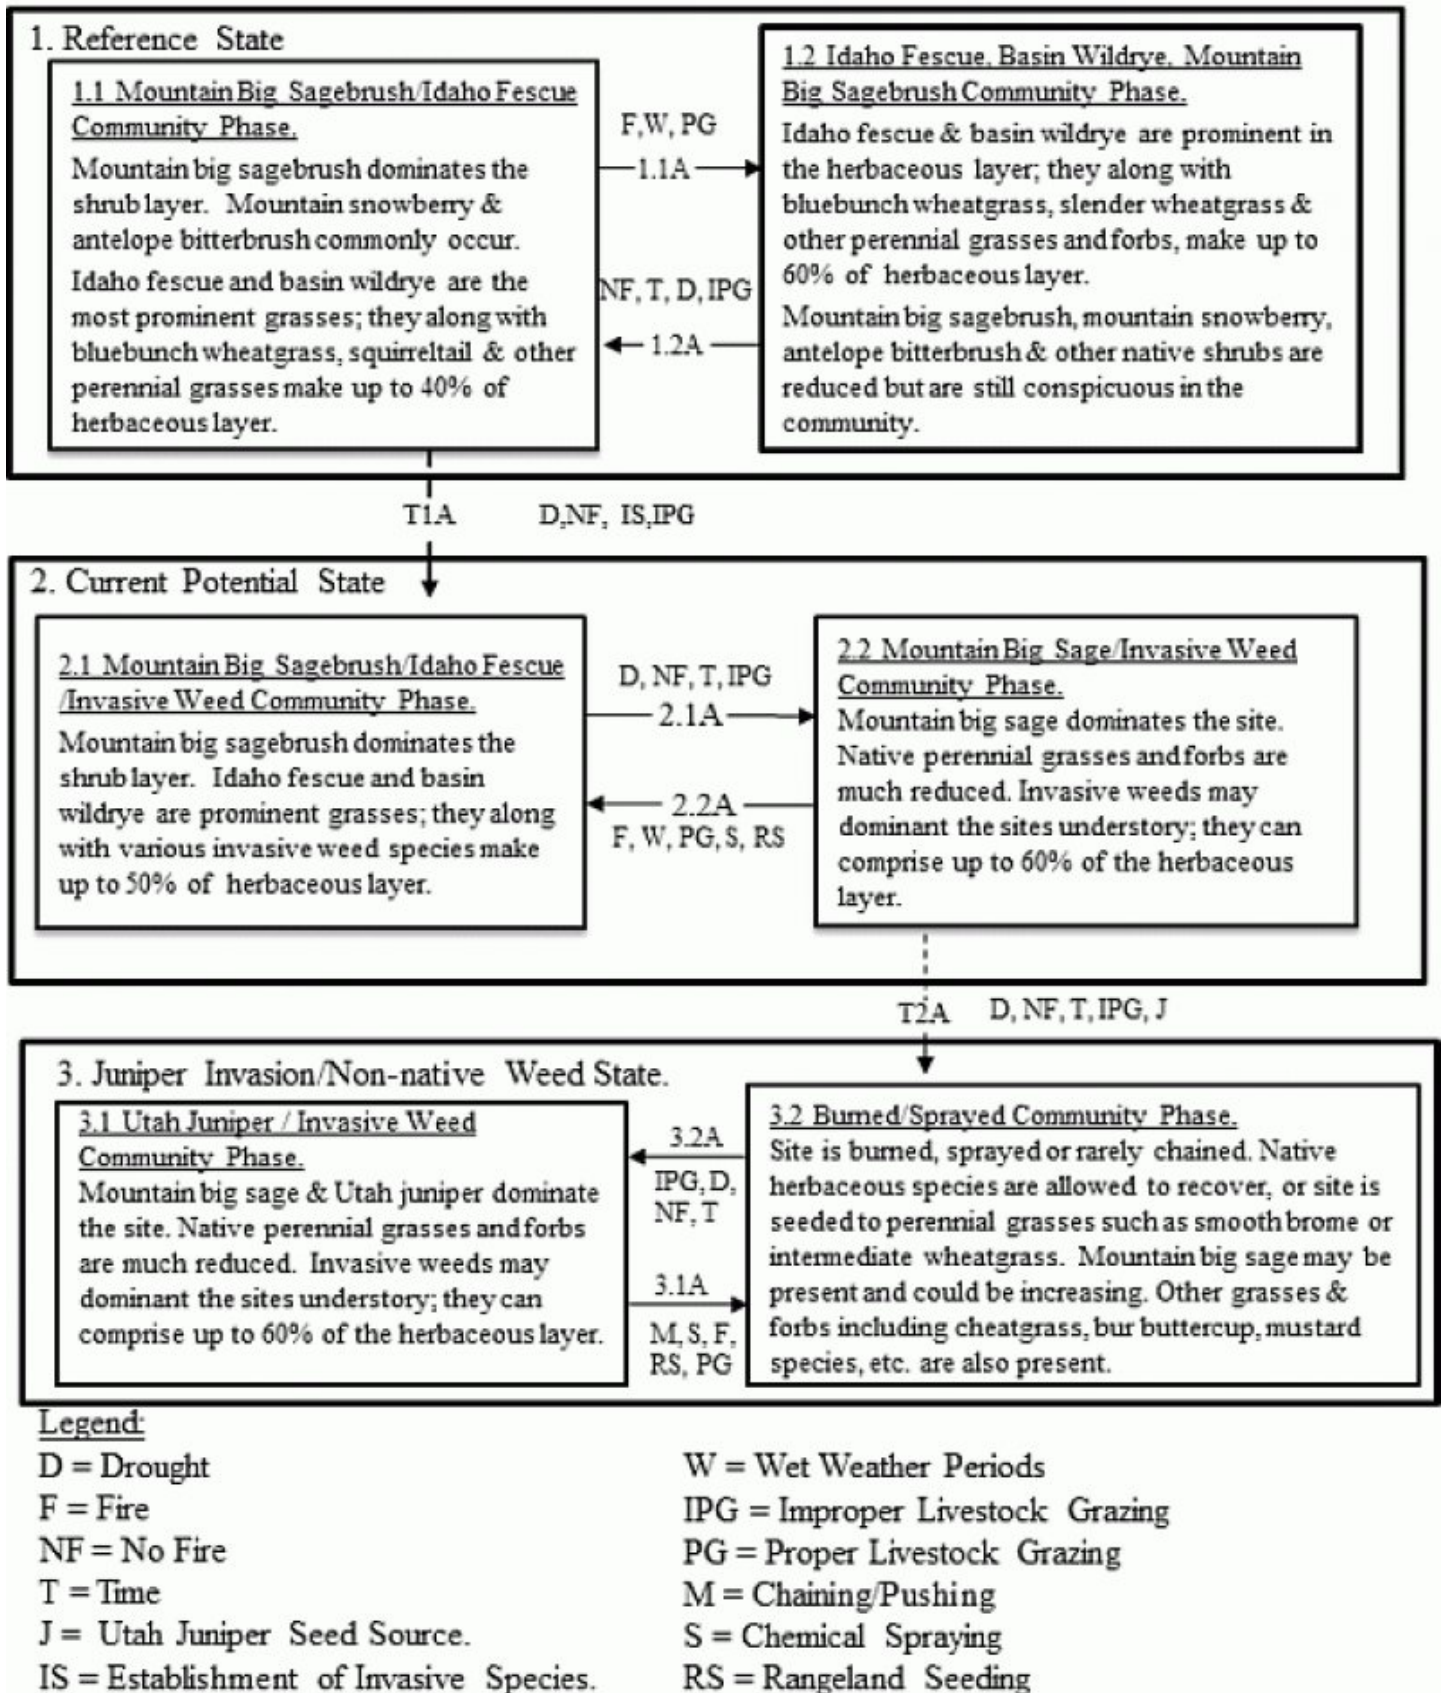 1. Reference State
1.1 Mountain Big Sagebrush/Idaho Fescue
Community Phase.
Mountain big sagebrush dominates the
shrub layer. Mountain snowberry &
antelope bitterbrush commonly occur.
Idaho fescue and basin wildrye are the
most prominent grasses; they along with
bluebunch wheatgrass, squirreltail & other
perennial grasses make up to 40% of
herbaceous layer.
F,W, PG
1.1A
NF, T, D, IPG
1.2A
1.2 Idaho Fescue, Basin Wildrye, Mountain
Big Sagebrush Community Phase.
Idaho fescue & basin wildrye are prominent in
the herbaceous layer; they along with
bluebunch wheatgrass, slender wheatgrass &
other perennial grasses and forbs, make up to
60% of herbaceous layer.
Mountain big sagebrush, mountain snowberry,
antelope bitterbrush & other native shrubs are
reduced but are still conspicuous in the
community.
T1A D,NF, IS,IPG
2. Current Potential State
2.1 Mountain Big Sagebrush/Idaho Fescue
/Invasive Weed Community Phase.
Mountain big sagebrush dominates the
shrub layer. Idaho fescue and basin
wildrye are prominent grasses; they along
with various invasive weed species make
up to 50% of herbaceous layer.
D, NF, T, IPG
2.1A
2.2A
F, W, PG, S, RS
2.2 Mountain Big Sage/Invasive Weed
Community Phase.
Mountain big sage dominates the site.
Native perennial grasses and forbs are
much reduced. Invasive weeds may
dominant the sites understory; they can
comprise up to 60% of the herbaceous
layer.
T2A D, NF, T, IPG, J
3. Juniper Invasion/Non-native Weed State.
3.1 Utah Juniper / Invasive Weed
Community Phase.
Mountain big sage & Utah juniper dominate
the site. Native perennial grasses and forbs
are much reduced. Invasive weeds may
dominant the sites understory; they can
comprise up to 60% of the herbaceous layer.
3.2A
IPG, D,
NF, T
3.1A
M, S, F,
RS, PG
3.2 Burned/Sprayed Community Phase.
Site is burned, sprayed or rarely chained. Native
herbaceous species are allowed to recover, or site is
seeded to perennial grasses such as smooth brome or
intermediate wheatgrass. Mountain big sage may be
present and could be increasing. Other grasses &
forbs including cheatgrass, bur buttercup, mustard
species, etc. are also present.
Legend:
D = Drought
F = Fire
NF = No Fire
T = Time
J = Utah Juniper Seed Source.
IS = Establishment of Invasive Species.
W = Wet Weather Periods
IPG = Improper Livestock Grazing
PG = Proper Livestock Grazing
M = Chaining/Pushing
S = Chemical Spraying
RS = Rangeland Seeding